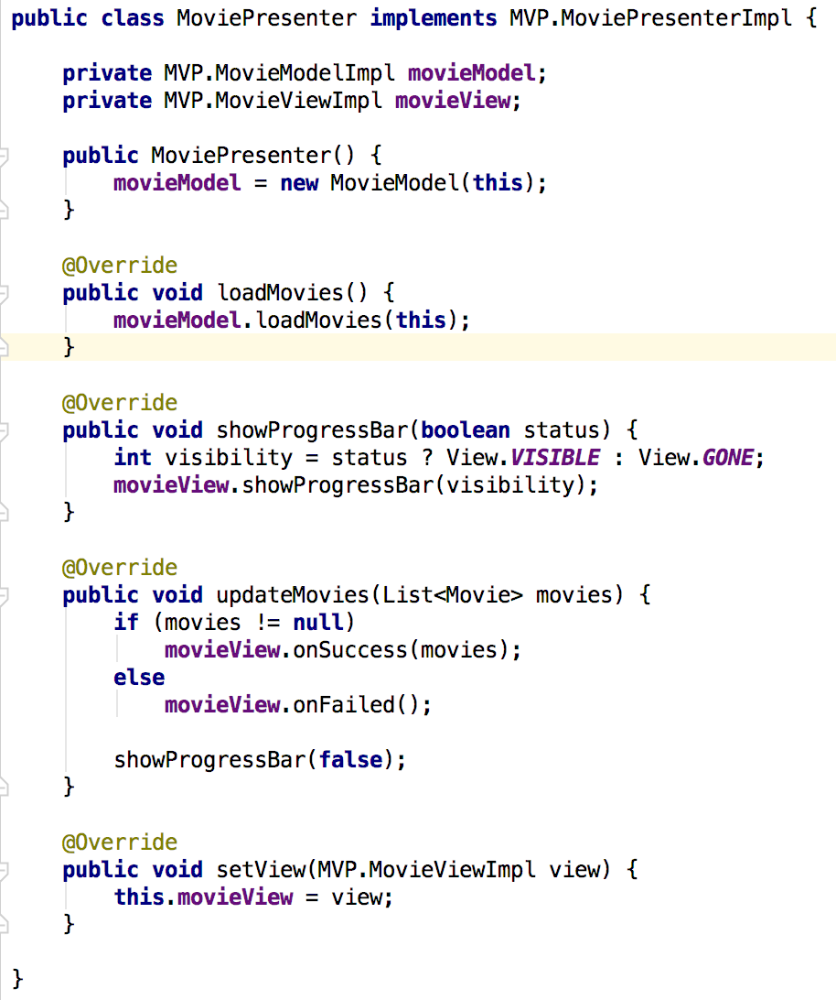 public class MoviePresenter implements MVP.MoviePresenterImpl {
private MVP.MovieModelImpl movieModel;
private MVP.MovieViewImpl movieView;
public MoviePresenter() {
movieModel = new MovieModel(this);
}
@Override
public void loadMovies() {
movieModel.loadMovies(this);
}
@Override
public void showProgressBar(boolean status) {
int visibility = status ? View.VISIBLE : View.GONE;
movieView.showProgressBar(visibility);
}
@Override
public void updateMovies(List<Movie> movies) {
if (movies != null)
movieView.onSuccess(movies);
else
movieView.onFailed();
showProgressBar(false);
}
@Override
public void setView(MVP.MovieViewImpl view) {
this.movieView = view;
}
}